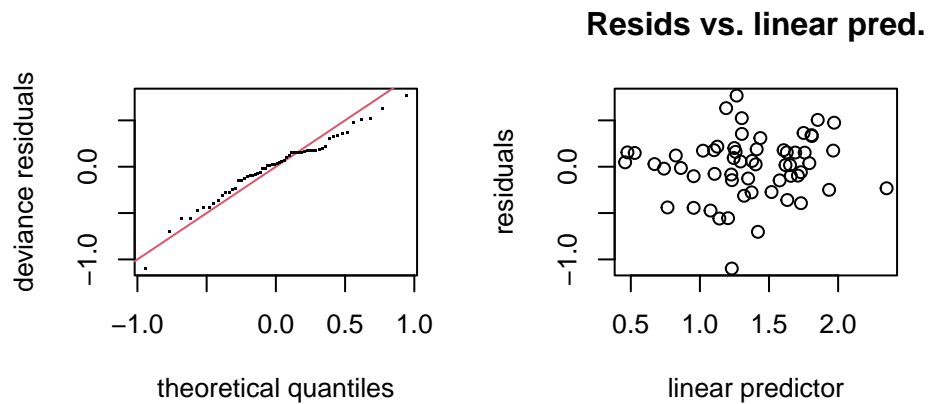 Resids vs. linear pred.
deviance residuals
−1.0
0.0
−1.0
0.0
0.5
1.0
theoretical quantiles
residuals
−1.0
0.0
0.5
1.0
1.5
2.0
linear predictor